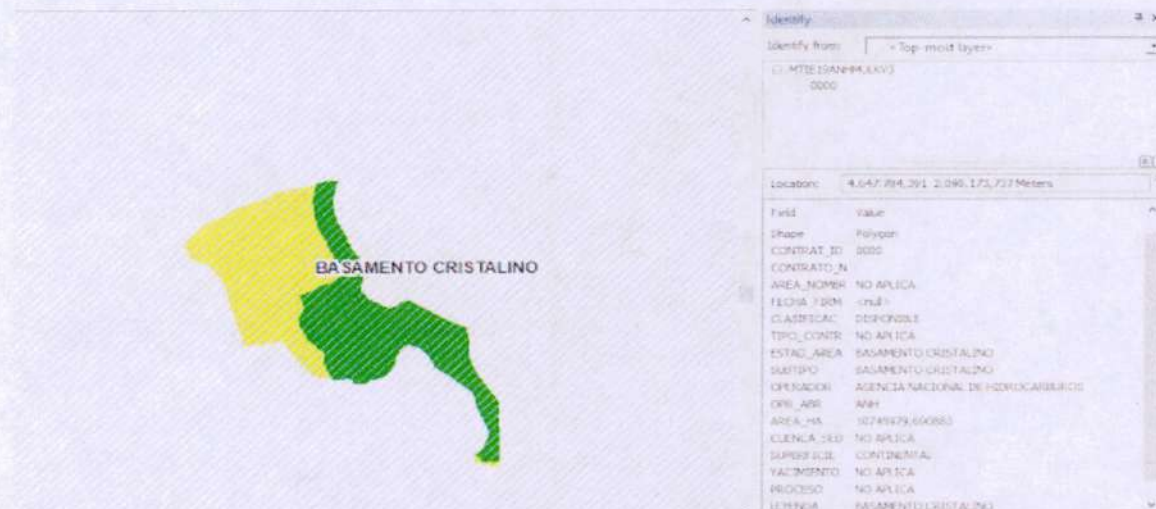 BASAMENTO CRISTALINO
Identify
Identify from: <Top-most layer>
0000
Location:
Field Value
Shape Polygon
CONTRAT_ID 0000
CONTRATO_N
AREA_NOMBR NO APLICA
FECHA_FIRM <null>
CLASIFICAC DISPONIBLE
TIPO_CONTR NO APLICA
ESTAD_AREA BASAMENTO CRISTALINO
SUBTIPO BASAMENTO CRISTALINO
OPERADOR AGENCIA NACIONAL DE HIDROCARBUROS
OPR_ABR ANH
AREA_HA
CUENCA_SED NO APLICA
SUPERFICIE CONTINENTAL
YACIMIENTO NO APLICA
PROCESO NO APLICA
LEYENDA BASAMENTO CRISTALINO